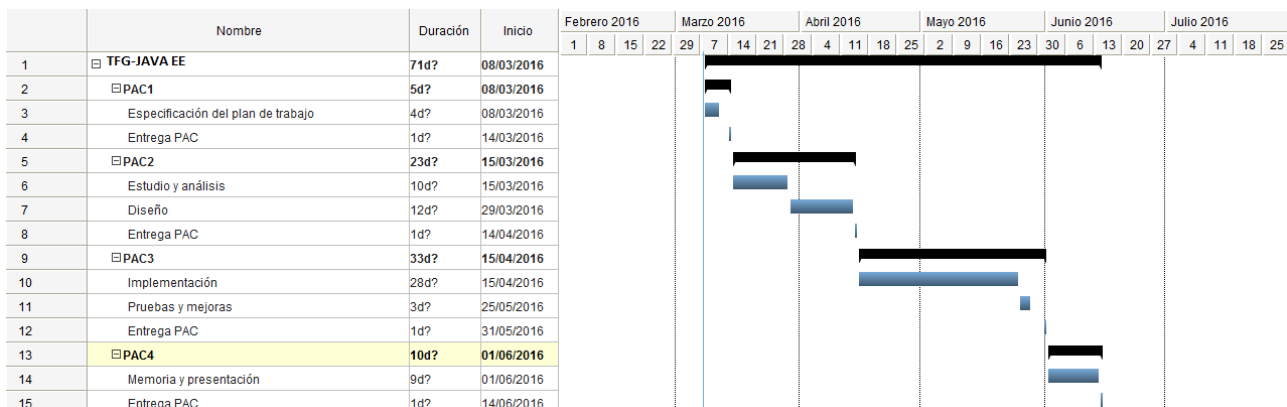 Nombre Duración Inicio Febrero 2016 Marzo 2016 Abril 2016 Mayo 2016 Junio 2016 Julio 2016
1 8 15 22 29 7 14 21 28 4 11 18 25 2 9 16 23 30 6 13 20 27 4 11 18 25
1 TFG-JAVA EE 71d? 08/03/2016
2 PAC1 5d? 08/03/2016
3 Especificación del plan de trabajo 4d? 08/03/2016
4 Entrega PAC 1d? 14/03/2016
5 PAC2 23d? 15/03/2016
6 Estudio y análisis 10d? 15/03/2016
7 Diseño 12d? 29/03/2016
8 Entrega PAC 1d? 14/04/2016
9 PAC3 33d? 15/04/2016
10 Implementación 28d? 15/04/2016
11 Pruebas y mejoras 3d? 25/05/2016
12 Entrega PAC 1d? 31/05/2016
13 PAC4 10d? 01/06/2016
14 Memoria y presentación 9d? 01/06/2016
15 Entrega PAC 1d? 14/06/2016